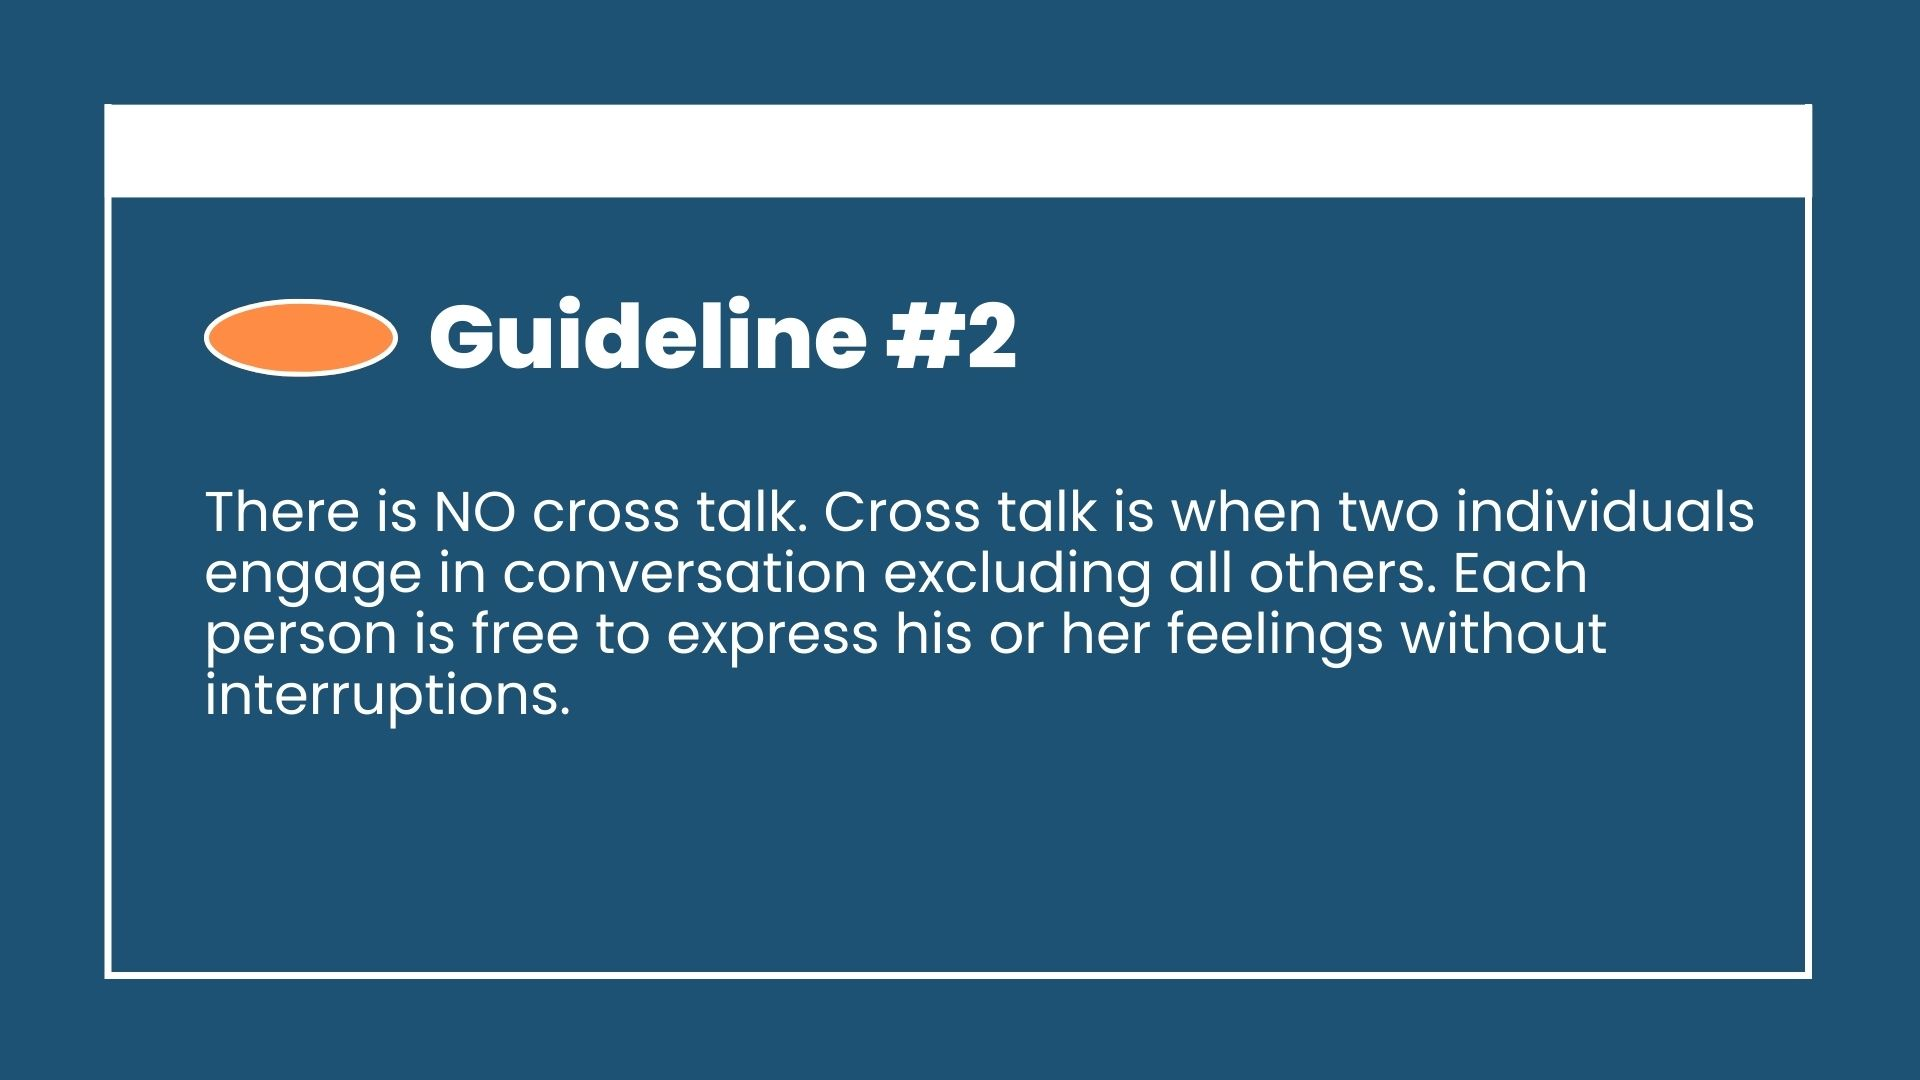 Guideline #2
There is NO cross talk. Cross talk is when two individuals
engage in conversation excluding all others. Each
person is free to express his or her feelings without
interruptions.